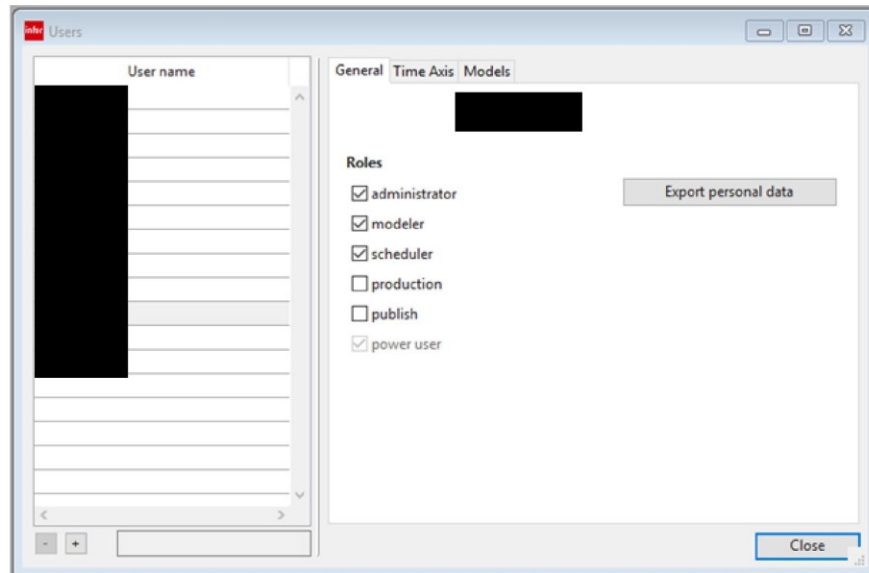 infor Users
User name
General Time Axis Models
Roles
administrator
Export personal data
modeler
scheduler
production
publish
power user
- +
Close